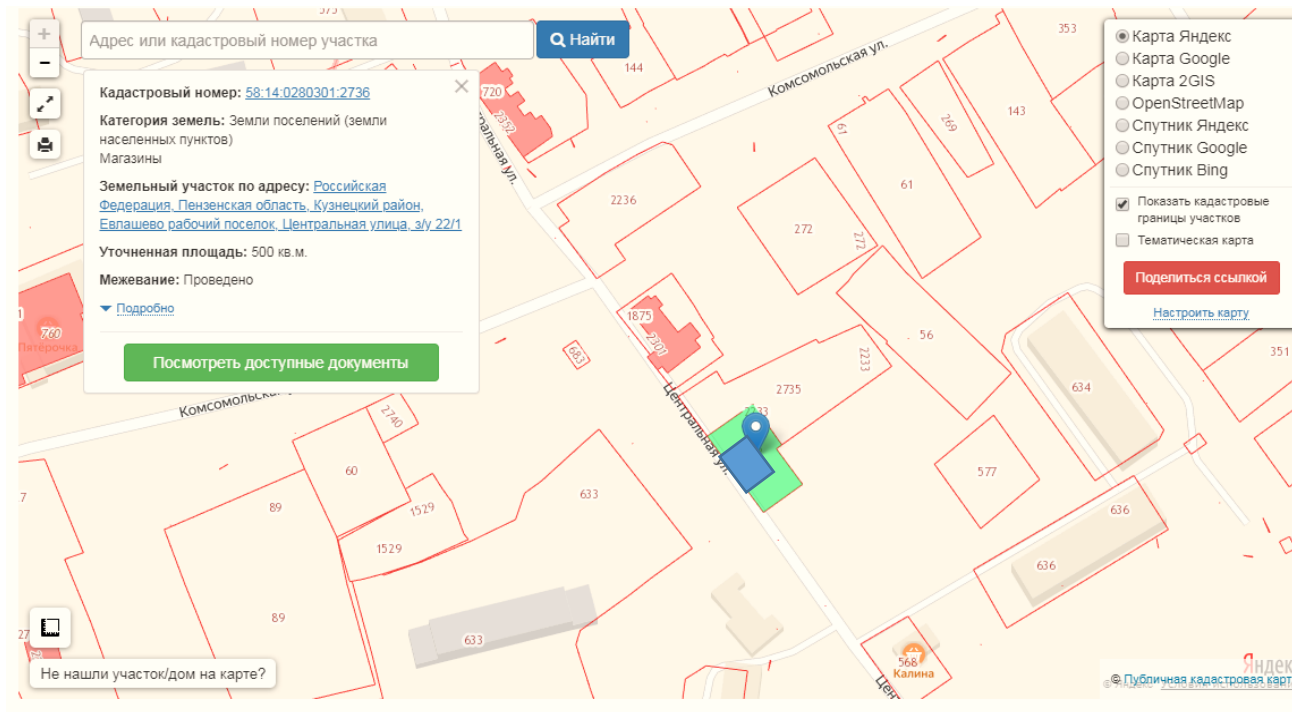 Адрес или кадастровый номер участка
Найти
Кадастровый номер: 58:14:0280301:2736
Категория земель: Земли поселений (земли
населенных пунктов)
Магазины
Земельный участок по адресу: Российская
Федерация, Пензенская область, Кузнецкий район,
Евлашево рабочий поселок, Центральная улица, з/у 22/1
Уточненная площадь: 500 кв.м.
Межевание: Проведено
Подробно
Посмотреть доступные документы
Карта Яндекс
Карта Google
Карта 2GIS
OpenStreetMap
Спутник Яндекс
Спутник Google
Спутник Bing
Показать кадастровые
границы участков
Тематическая карта
Поделиться ссылкой
Настроить карту
573
353
144
Комсомольская ул.
720
2352
61
269
143
2236
61
272
272
1875
2301
683
56
2233
2735
351
634
760
Пятёрочка
2740
Центральная ул.
60
577
7
89
1529
633
636
1529
636
89
633
27
568
Калина
Не нашли участок/дом на карте?
© Публичная кадастровая карт